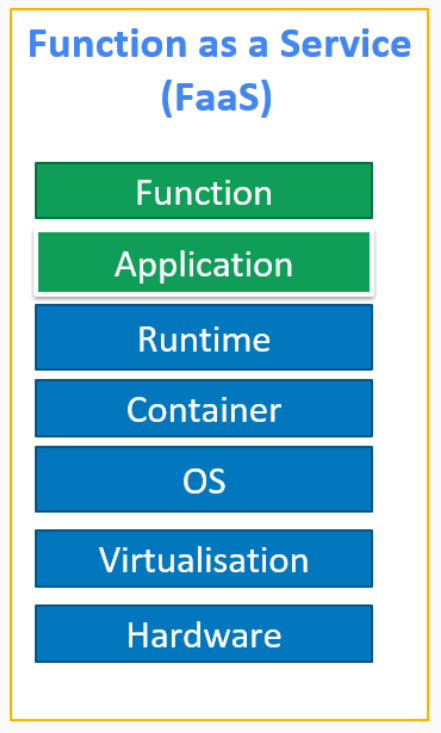 Function as a Service
(FaaS)
Function
Application
Runtime
Container
OS
Virtualisation
Hardware